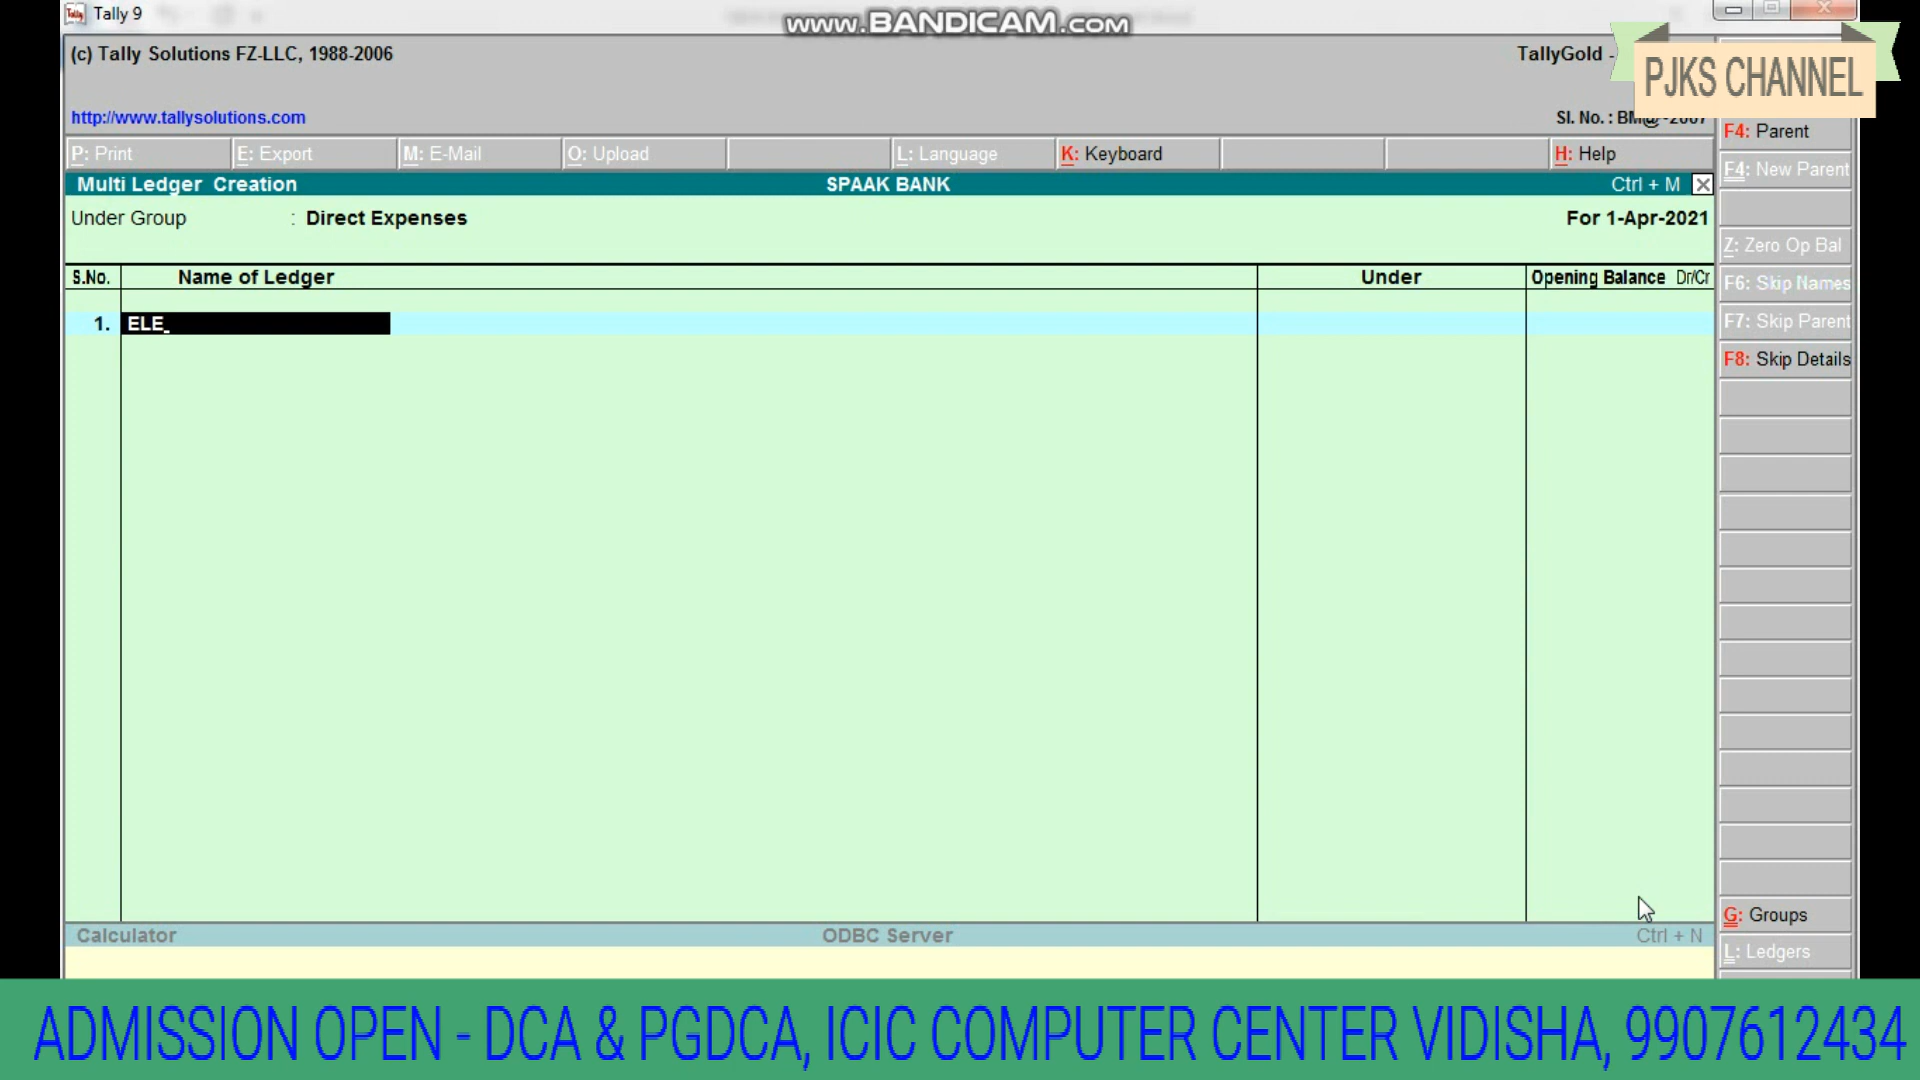 Tally 9
www.BANDICAM.com
(c) Tally Solutions FZ-LLC, 1988-2006
TallyGold -
PJKS CHANNEL
http://www.tallysolutions.com
Sl. No. : BM@-2007
F4: Parent
P: Print E: Export M: E-Mail O: Upload L: Language K: Keyboard H: Help
F4: New Parent
Multi Ledger Creation SPAAK BANK Ctrl + M
Under Group : Direct Expenses For 1-Apr-2021
Z: Zero Op Bal
S.No. Name of Ledger Under Opening Balance Dr/Cr
F6: Skip Names
1. ELE_
F7: Skip Parent
F8: Skip Details
G: Groups
Calculator ODBC Server Ctrl + N
L: Ledgers
ADMISSION OPEN - DCA & PGDCA, ICIC COMPUTER CENTER VIDISHA, 9907612434